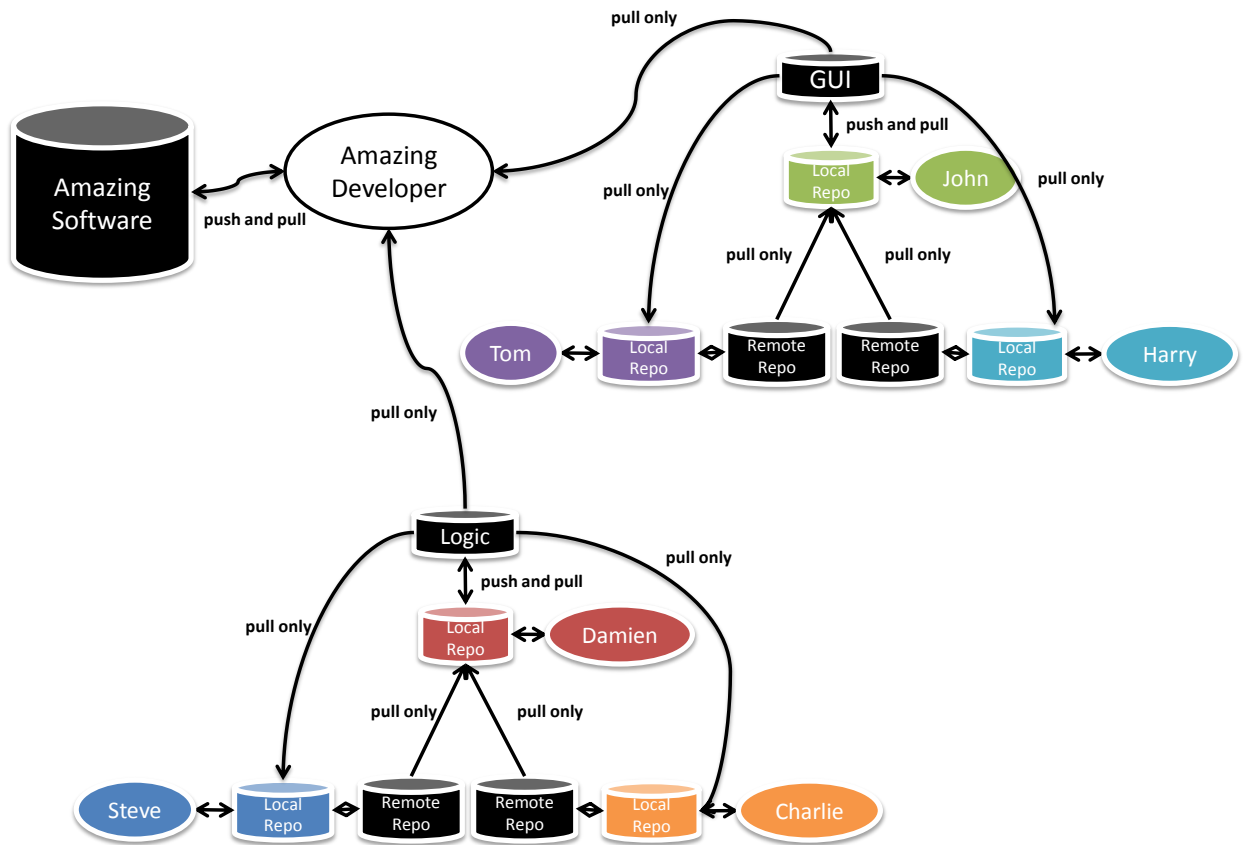 pull only
GUI
push and pull
Amazing
Developer
Amazing
Software
push and pull
Local
Repo
John
pull only
pull only
pull only
pull only
Tom
Local
Repo
Remote
Repo
Remote
Repo
Local
Repo
Harry
pull only
Logic
pull only
push and pull
pull only
Local
Repo
Damien
pull only
pull only
Steve
Local
Repo
Remote
Repo
Remote
Repo
Local
Repo
Charlie